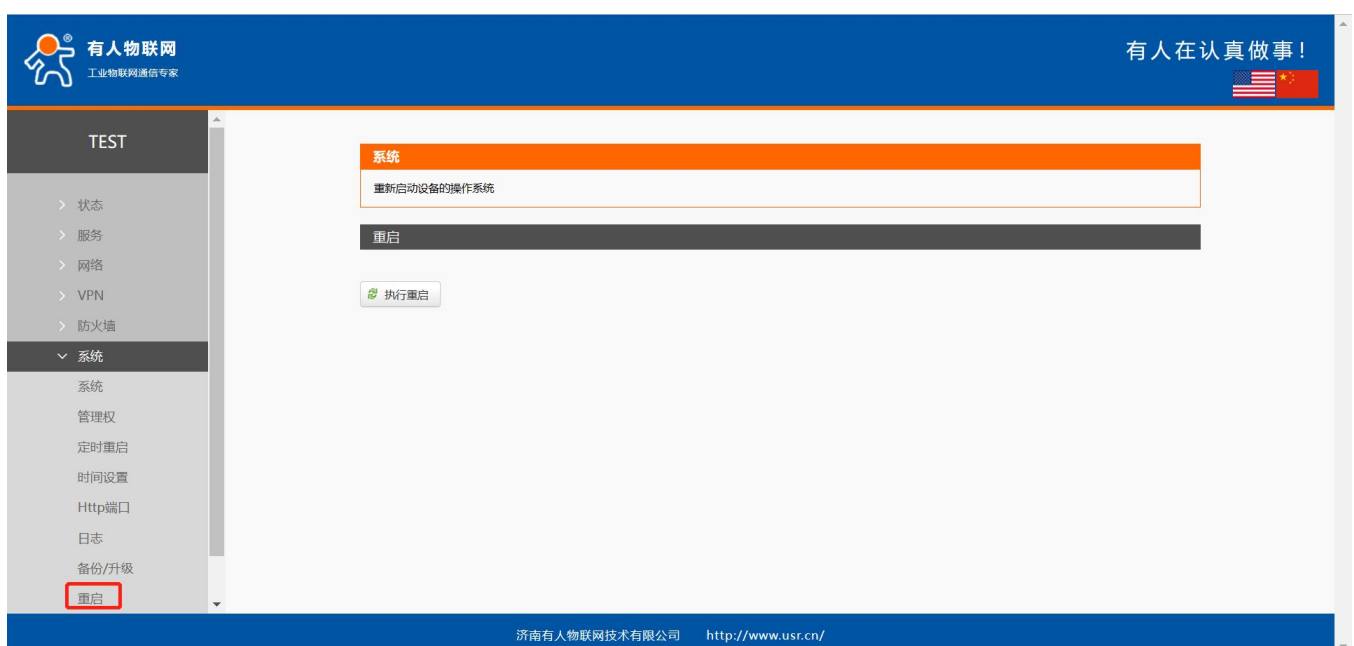 有人物联网
工业物联网通信专家
有人在认真做事!
TEST
状态
服务
网络
VPN
防火墙
系统
系统
管理权
定时重启
时间设置
Http端口
日志
备份/升级
重启
系统
重新启动设备的操作系统
重启
执行重启
济南有人物联网技术有限公司 http://www.usr.cn/